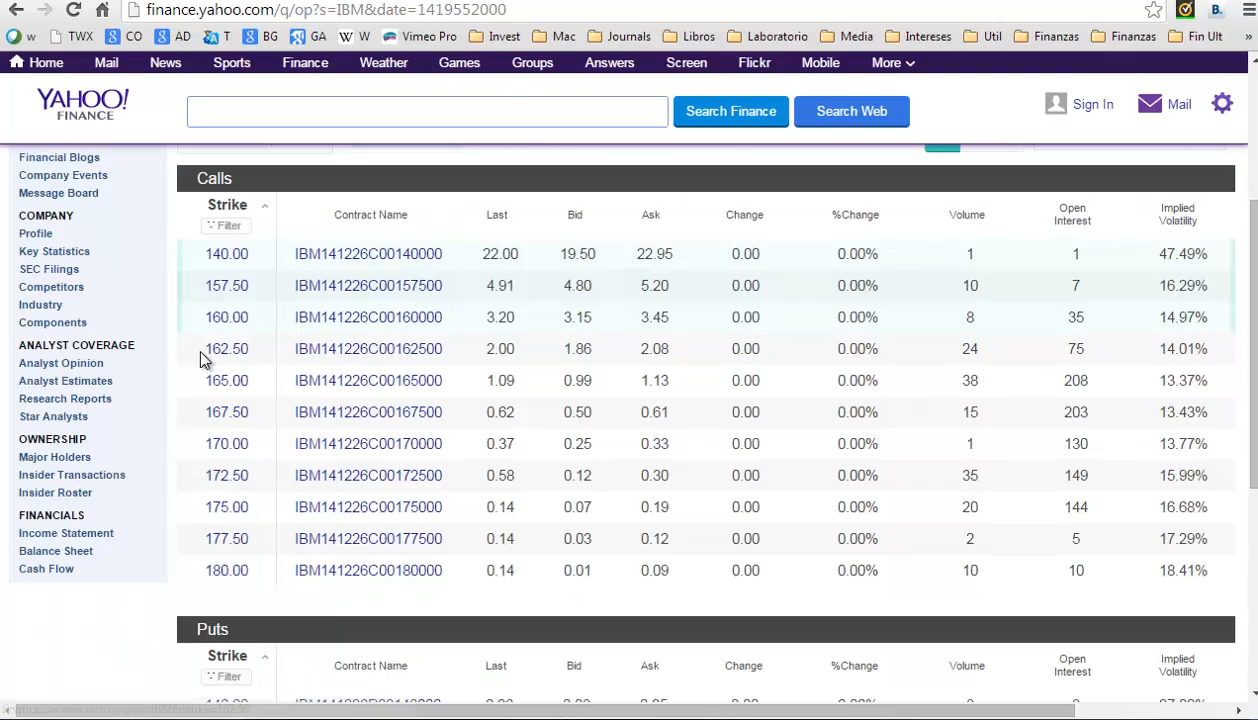 finance.yahoo.com/q/op?s=IBM&date=1419552000
w TWX CO AD T BG GA W W Vimeo Pro Invest Mac Journals Libros Laboratorio Media Intereses Util Finanzas Finanzas Fin Ult »
Home Mail News Sports Finance Weather Games Groups Answers Screen Flickr Mobile More
YAHOO!
FINANCE
Search Finance Search Web Sign In Mail
Financial Blogs
Company Events
Message Board
COMPANY
Profile
Key Statistics
SEC Filings
Competitors
Industry
Components
ANALYST COVERAGE
Analyst Opinion
Analyst Estimates
Research Reports
Star Analysts
OWNERSHIP
Major Holders
Insider Transactions
Insider Roster
FINANCIALS
Income Statement
Balance Sheet
Cash Flow
Calls
Strike Contract Name Last Bid Ask Change %Change Volume Open Interest Implied Volatility
Filter
140.00 IBM141226C00140000 22.00 19.50 22.95 0.00 0.00% 1 1 47.49%
157.50 IBM141226C00157500 4.91 4.80 5.20 0.00 0.00% 10 7 16.29%
160.00 IBM141226C00160000 3.20 3.15 3.45 0.00 0.00% 8 35 14.97%
162.50 IBM141226C00162500 2.00 1.86 2.08 0.00 0.00% 24 75 14.01%
165.00 IBM141226C00165000 1.09 0.99 1.13 0.00 0.00% 38 208 13.37%
167.50 IBM141226C00167500 0.62 0.50 0.61 0.00 0.00% 15 203 13.43%
170.00 IBM141226C00170000 0.37 0.25 0.33 0.00 0.00% 1 130 13.77%
172.50 IBM141226C00172500 0.58 0.12 0.30 0.00 0.00% 35 149 15.99%
175.00 IBM141226C00175000 0.14 0.07 0.19 0.00 0.00% 20 144 16.68%
177.50 IBM141226C00177500 0.14 0.03 0.12 0.00 0.00% 2 5 17.29%
180.00 IBM141226C00180000 0.14 0.01 0.09 0.00 0.00% 10 10 18.41%
Puts
Strike Contract Name Last Bid Ask Change %Change Volume Open Interest Implied Volatility
Filter